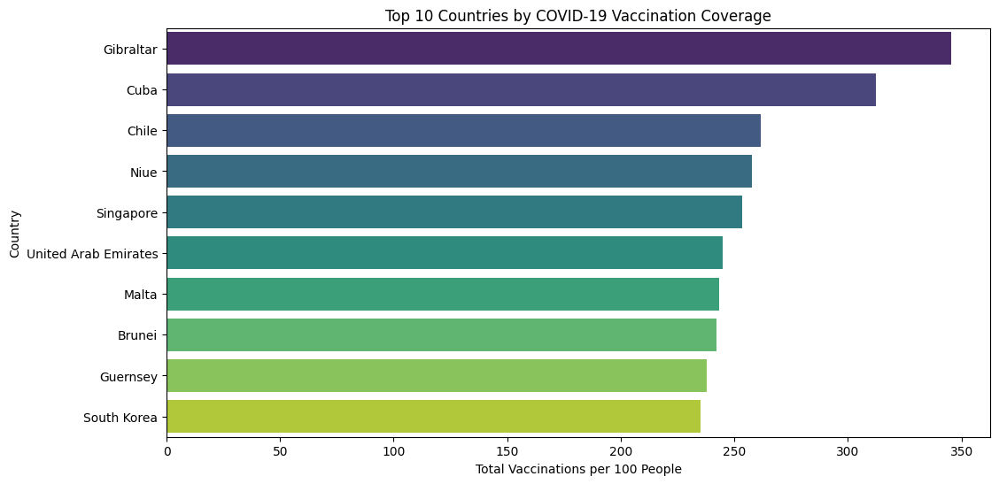 Top 10 Countries by COVID-19 Vaccination Coverage
Country
Gibraltar
Cuba
Chile
Niue
Singapore
United Arab Emirates
Malta
Brunei
Guernsey
South Korea
0 50 100 150 200 250 300 350
Total Vaccinations per 100 People